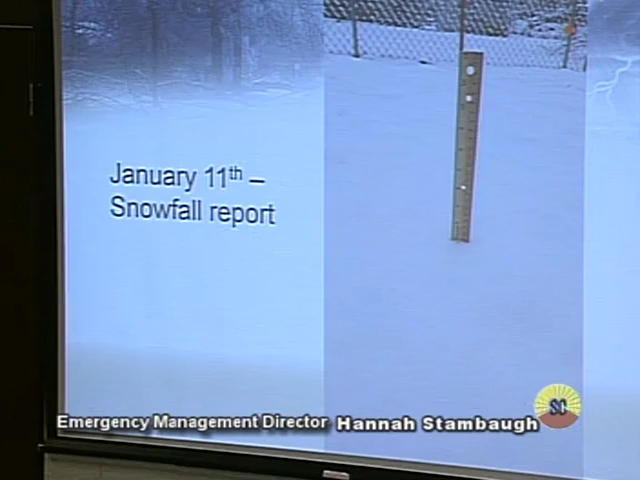 January 11th –
Snowfall report
Emergency Management Director Hannah Stambaugh
SC